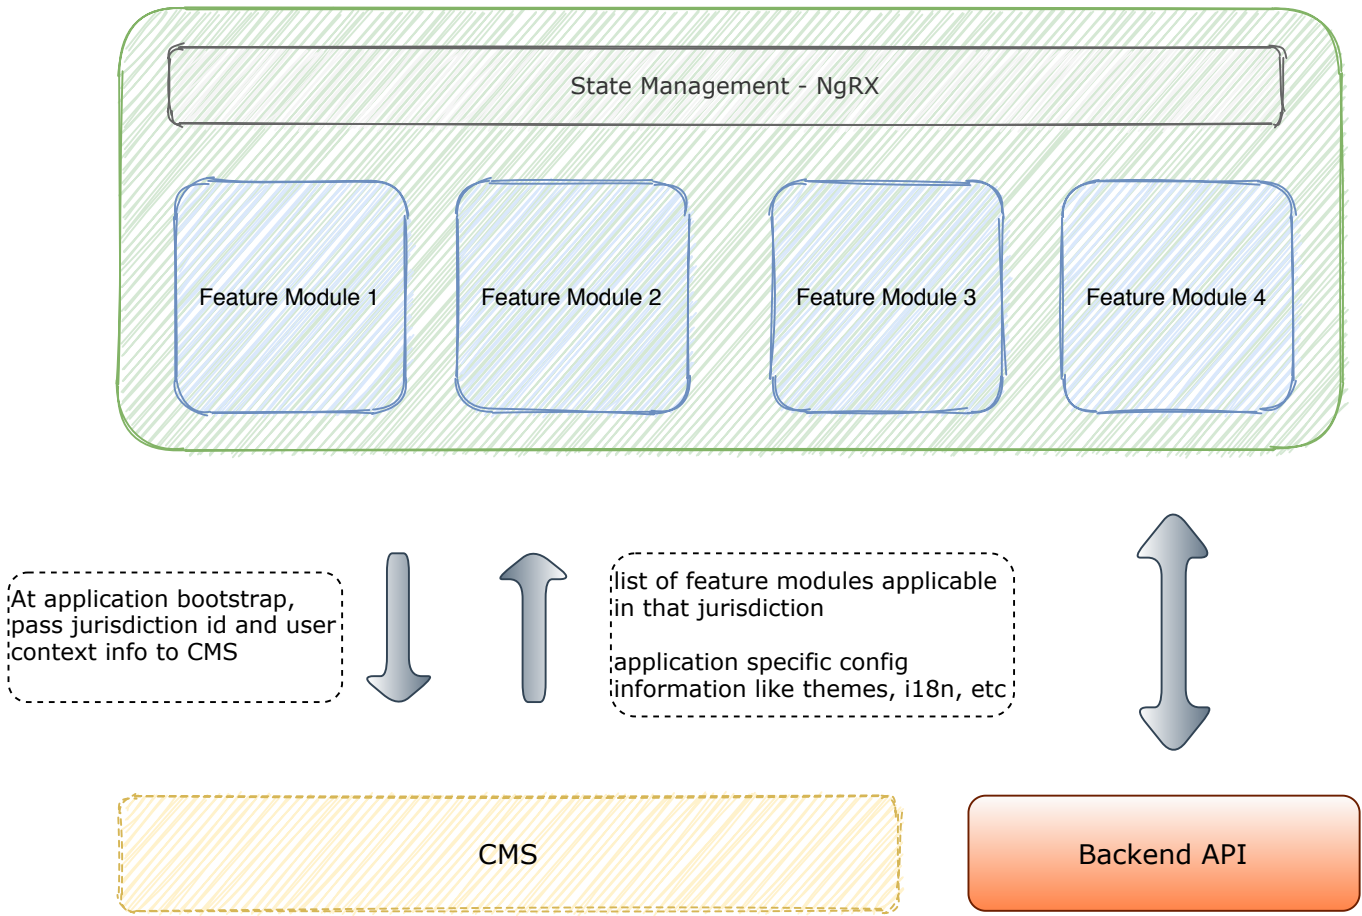 State Management - NgRX
Feature Module 1
Feature Module 2
Feature Module 3
Feature Module 4
At application bootstrap,
pass jurisdiction id and user
context info to CMS
list of feature modules applicable
in that jurisdiction
application specific config
information like themes, i18n, etc
CMS
Backend API